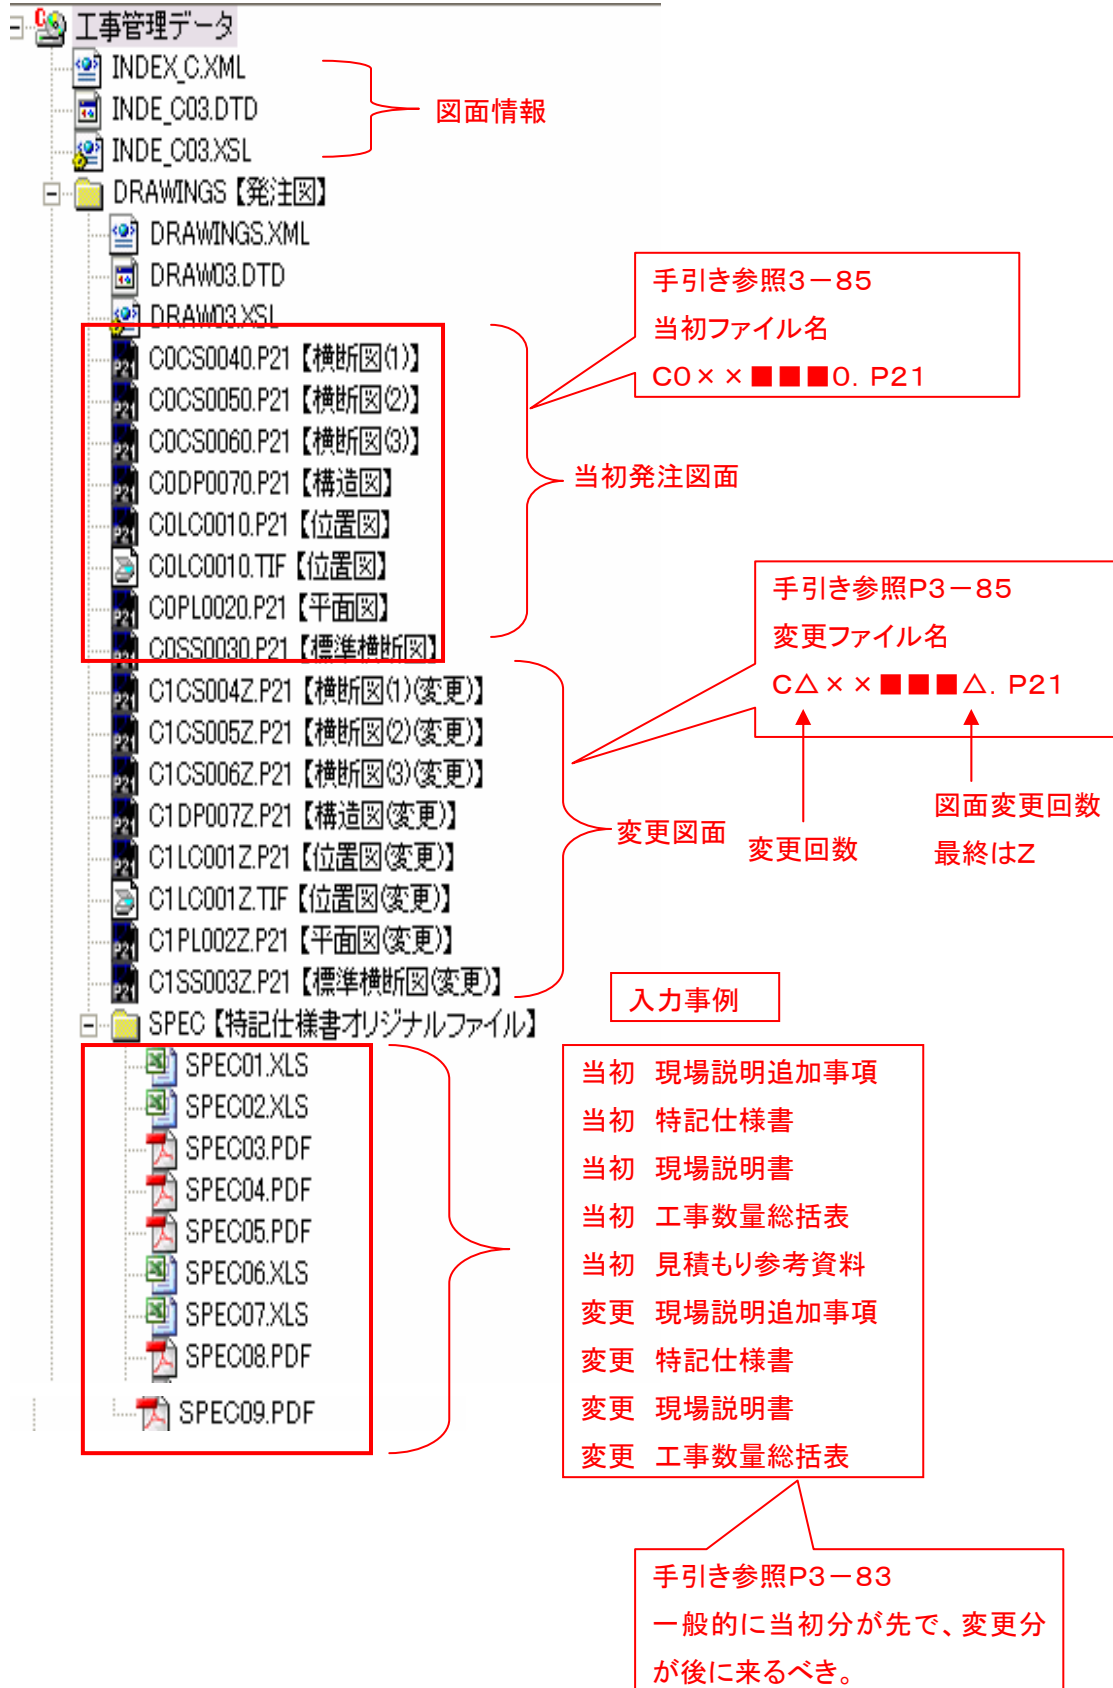 工事管理データ
INDEX_C.XML
INDE_C03.DTD
INDE_C03.XSL
図面情報
DRAWINGS【発注図】
DRAWINGS.XML
DRAW03.DTD
DRAW03.XSL
C0CS0040.P21【横断図(1)】
C0CS0050.P21【横断図(2)】
C0CS0060.P21【横断図(3)】
C0DP0070.P21【構造図】
C0LC0010.P21【位置図】
C0LC0010.TIF【位置図】
C0PL0020.P21【平面図】
C0SS0030.P21【標準横断図】
当初発注図面
手引き参照3－85
当初ファイル名
C0××■■■0. P21
C1CS004Z.P21【横断図(1)(変更)】
C1CS005Z.P21【横断図(2)(変更)】
C1CS006Z.P21【横断図(3)(変更)】
C1DP007Z.P21【構造図(変更)】
C1LC001Z.P21【位置図(変更)】
C1LC001Z.TIF【位置図(変更)】
C1PL002Z.P21【平面図(変更)】
C1SS003Z.P21【標準横断図(変更)】
変更図面
手引き参照P3－85
変更ファイル名
C△××■■■△. P21
変更回数
図面変更回数
最終はZ
SPEC【特記仕様書オリジナルファイル】
SPEC01.XLS
SPEC02.XLS
SPEC03.PDF
SPEC04.PDF
SPEC05.PDF
SPEC06.XLS
SPEC07.XLS
SPEC08.PDF
SPEC09.PDF
入力事例
当初 現場説明追加事項
当初 特記仕様書
当初 現場説明書
当初 工事数量総括表
当初 見積もり参考資料
変更 現場説明追加事項
変更 特記仕様書
変更 現場説明書
変更 工事数量総括表
手引き参照P3－83
一般的に当初分が先で、変更分
が後に来るべき。